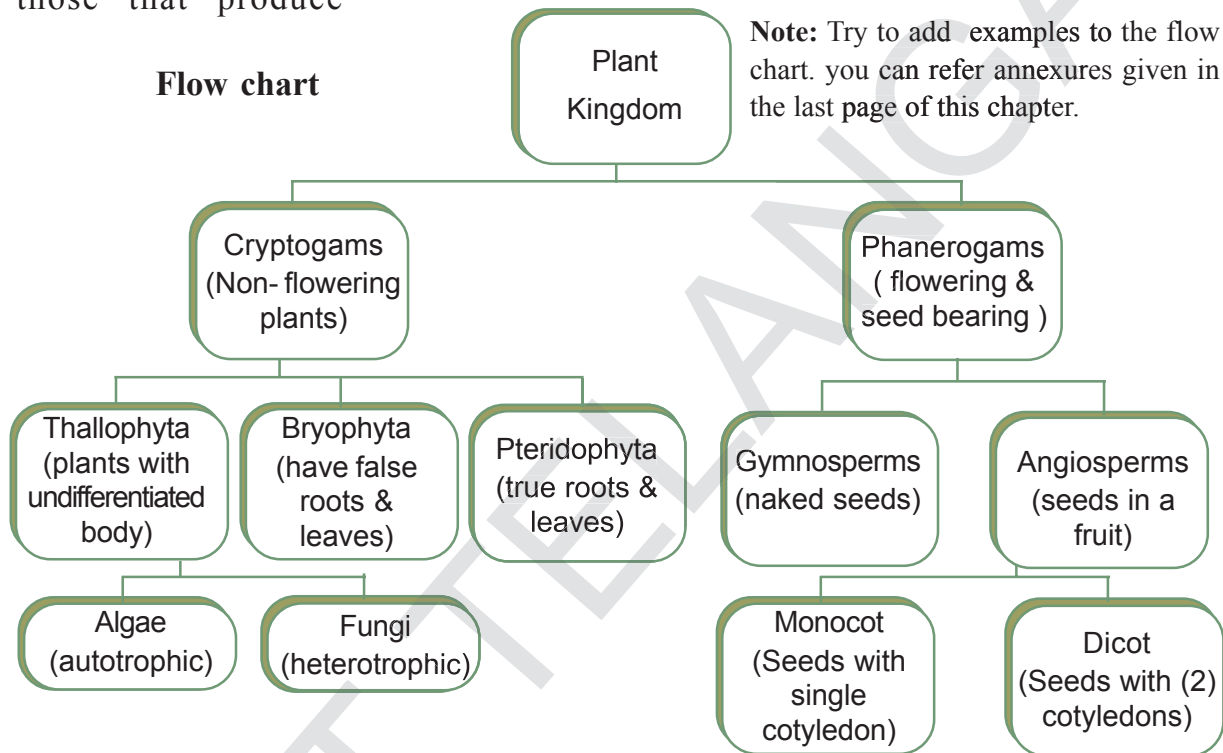 those that produce
Flow chart
Note: Try to add examples to the flow
chart. you can refer annexures given in
the last page of this chapter.
Plant
Kingdom
Cryptogams
(Non- flowering
plants)
Phanerogams
( flowering &
seed bearing )
Thallophyta
(plants with
undifferentiated
body)
Bryophyta
(have false
roots &
leaves)
Pteridophyta
(true roots &
leaves)
Gymnosperms
(naked seeds)
Angiosperms
(seeds in a
fruit)
Algae
(autotrophic)
Fungi
(heterotrophic)
Monocot
(Seeds with
single
cotyledon)
Dicot
(Seeds with (2)
cotyledons)
T TELANGA